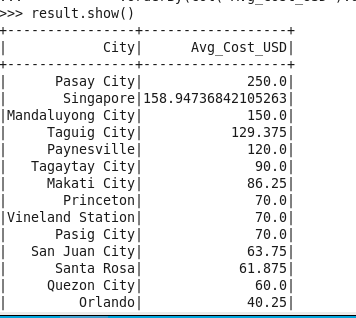 >>> result.show()
+----------------+------------------+
|            City|      Avg_Cost_USD|
+----------------+------------------+
|      Pasay City|             250.0|
|       Singapore|158.94736842105263|
|Mandaluyong City|             150.0|
|     Taguig City|           129.375|
|     Paynesville|             120.0|
|   Tagaytay City|              90.0|
|     Makati City|             86.25|
|       Princeton|              70.0|
|Vineland Station|              70.0|
|      Pasig City|              70.0|
|   San Juan City|             63.75|
|      Santa Rosa|            61.875|
|     Quezon City|              60.0|
|         Orlando|             40.25|